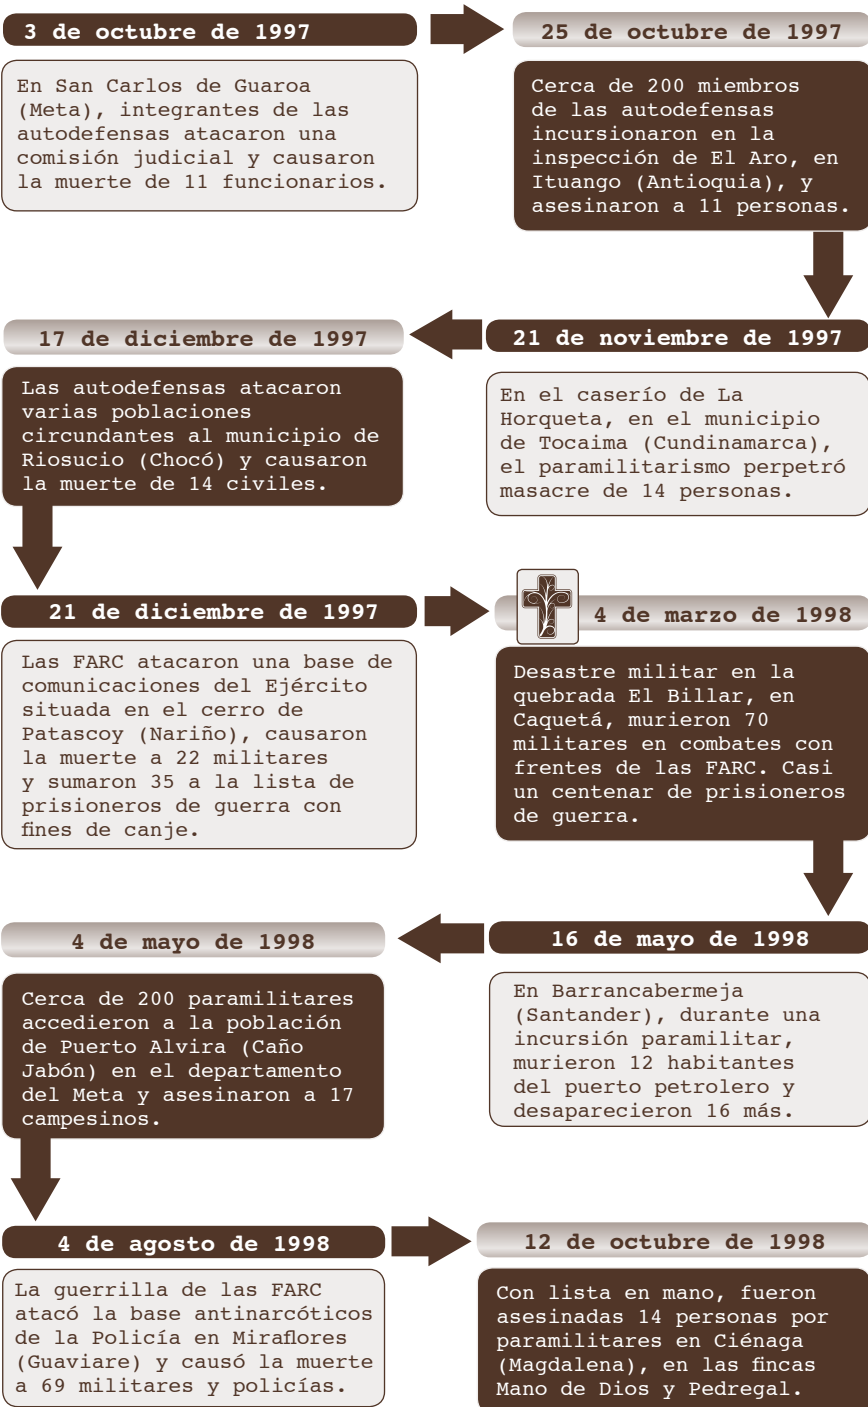 3 de octubre de 1997
En San Carlos de Guaroa
(Meta), integrantes de las
autodefensas atacaron una
comisión judicial y causaron
la muerte de 11 funcionarios.
25 de octubre de 1997
Cerca de 200 miembros
de las autodefensas
incursionaron en la
inspección de El Aro, en
Ituango (Antioquia), y
asesinaron a 11 personas.
21 de noviembre de 1997
En el caserío de La
Horqueta, en el municipio
de Tocaima (Cundinamarca),
el paramilitarismo perpetró
masacre de 14 personas.
17 de diciembre de 1997
Las autodefensas atacaron
varias poblaciones
circundantes al municipio de
Riosucio (Chocó) y causaron
la muerte de 14 civiles.
21 de diciembre de 1997
Las FARC atacaron una base de
comunicaciones del Ejército
situada en el cerro de
Patascoy (Nariño), causaron
la muerte a 22 militares
y sumaron 35 a la lista de
prisioneros de guerra con
fines de canje.
4 de marzo de 1998
Desastre militar en la
quebrada El Billar, en
Caquetá, murieron 70
militares en combates con
frentes de las FARC. Casi
un centenar de prisioneros
de guerra.
16 de mayo de 1998
En Barrancabermeja
(Santander), durante una
incursión paramilitar,
murieron 12 habitantes
del puerto petrolero y
desaparecieron 16 más.
4 de mayo de 1998
Cerca de 200 paramilitares
accedieron a la población
de Puerto Alvira (Caño
Jabón) en el departamento
del Meta y asesinaron a 17
campesinos.
4 de agosto de 1998
La guerrilla de las FARC
atacó la base antinarcóticos
de la Policía en Miraflores
(Guaviare) y causó la muerte
a 69 militares y policías.
12 de octubre de 1998
Con lista en mano, fueron
asesinadas 14 personas por
paramilitares en Ciénaga
(Magdalena), en las fincas
Mano de Dios y Pedregal.